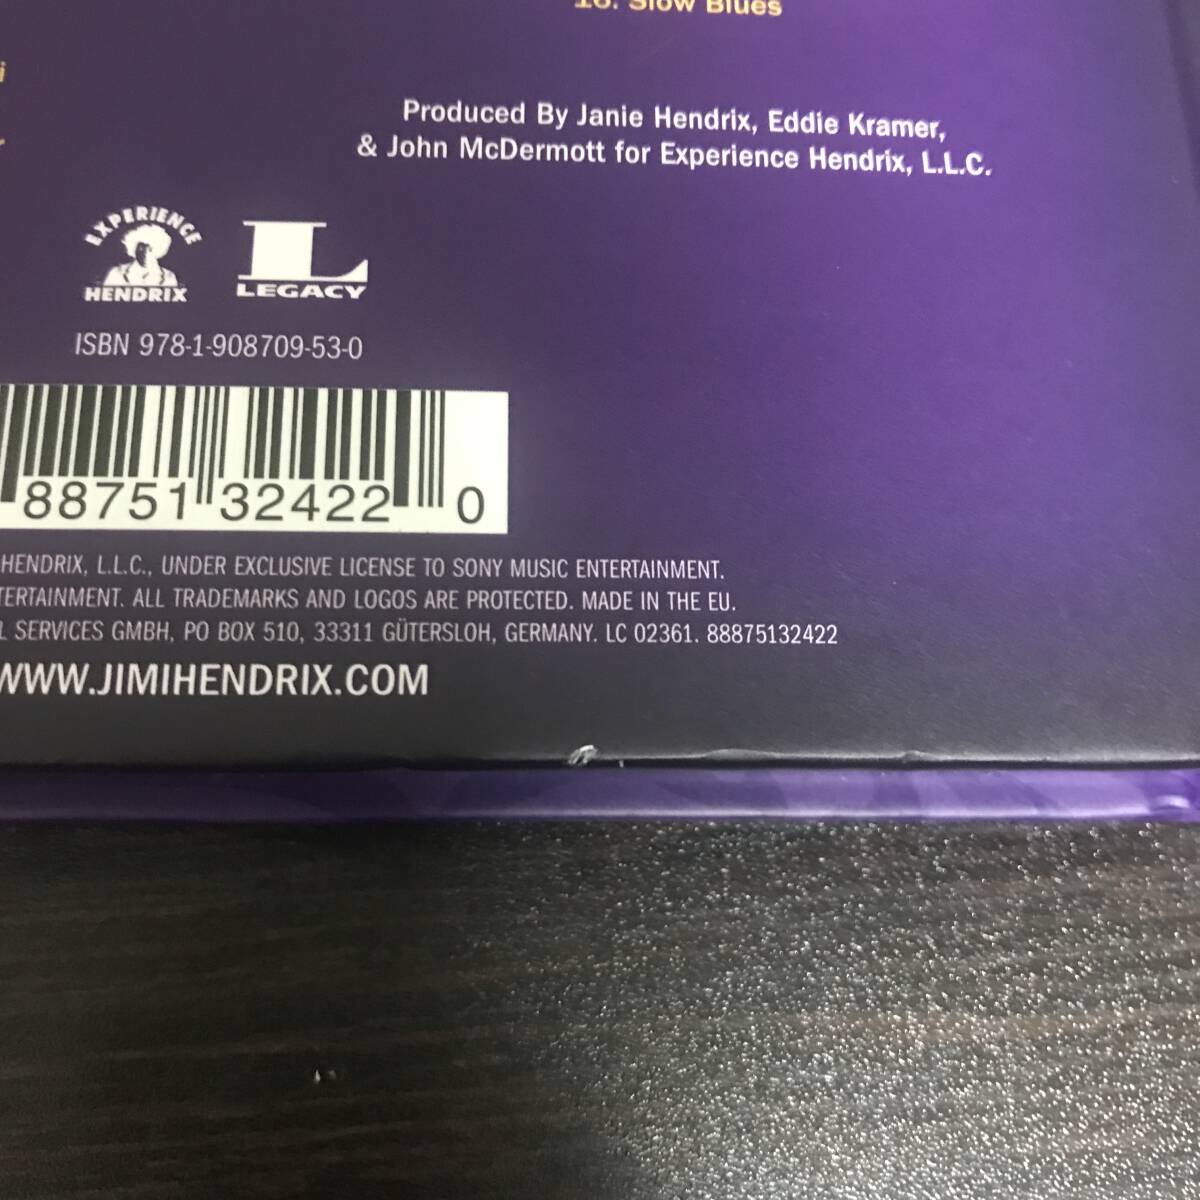 Slow Blues
Produced By Janie Hendrix, Eddie Kramer,
& John McDermott for Experience Hendrix, L.L.C.
EXPERIENCE
HENDRIX
L
LEGACY
ISBN 978-1-908709-53-0
88751 32422 0
HENDRIX, L.L.C., UNDER EXCLUSIVE LICENSE TO SONY MUSIC ENTERTAINMENT.
ALL TRADEMARKS AND LOGOS ARE PROTECTED. MADE IN THE EU.
SERVICES GMBH, PO BOX 510, 33311 GÜTERSLOH, GERMANY. LC 02361. 88875132422
WWW.JIMIHENDRIX.COM